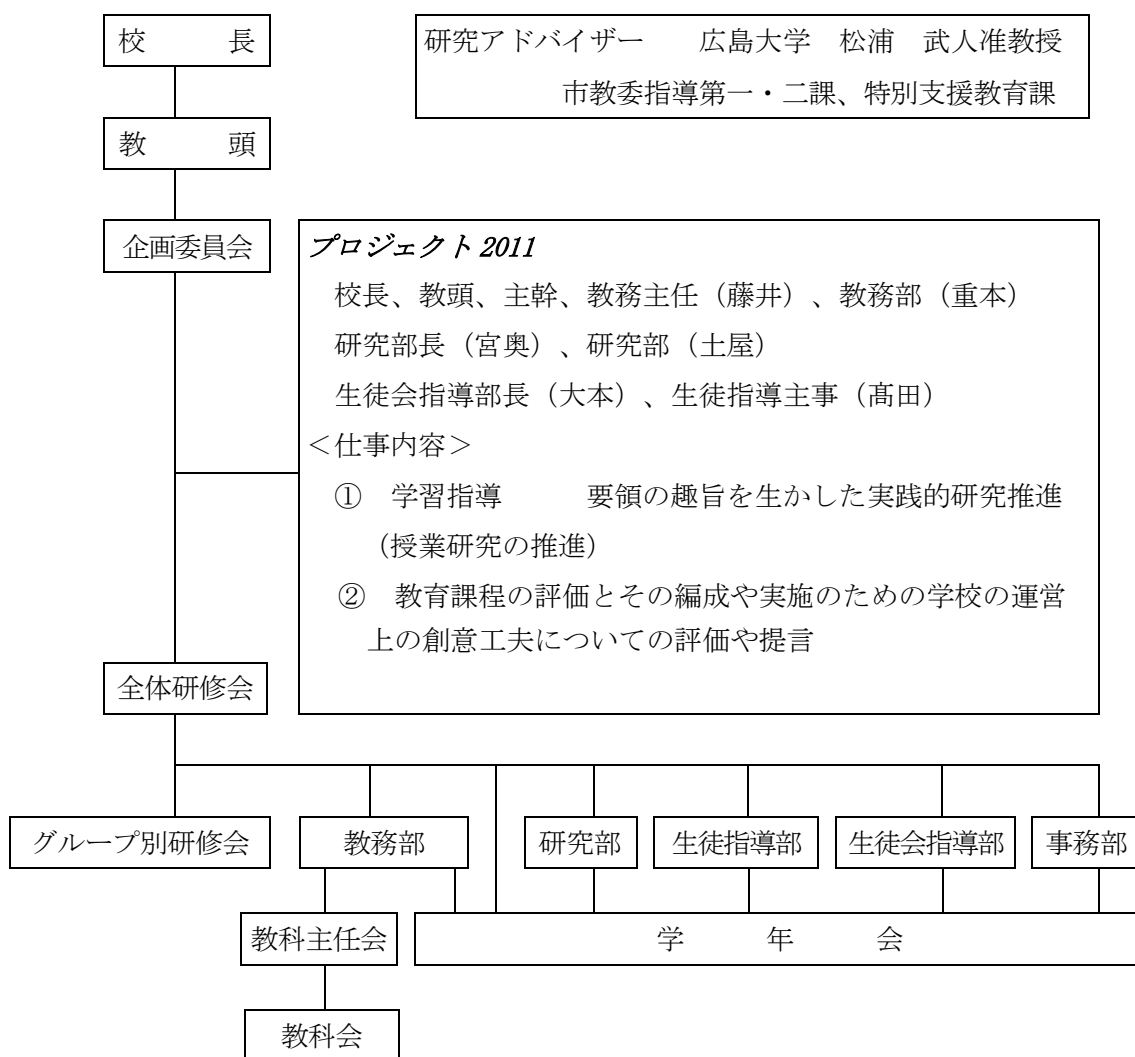 校　　長
研究アドバイザー　　広島大学　松浦　武人准教授
市教委指導第一・二課、特別支援教育課
教　　頭
企画委員会
プロジェクト2011
校長、教頭、主幹、教務主任（藤井）、教務部（重本）
研究部長（宮奥）、研究部（土屋）
生徒会指導部長（大本）、生徒指導主事（髙田）
＜仕事内容＞
①　学習指導　　　要領の趣旨を生かした実践的研究推進
（授業研究の推進）
②　教育課程の評価とその編成や実施のための学校の運営
上の創意工夫についての評価や提言
全体研修会
グループ別研修会
教務部
研究部
生徒指導部
生徒会指導部
事務部
教科主任会
学　　年　　会
教科会